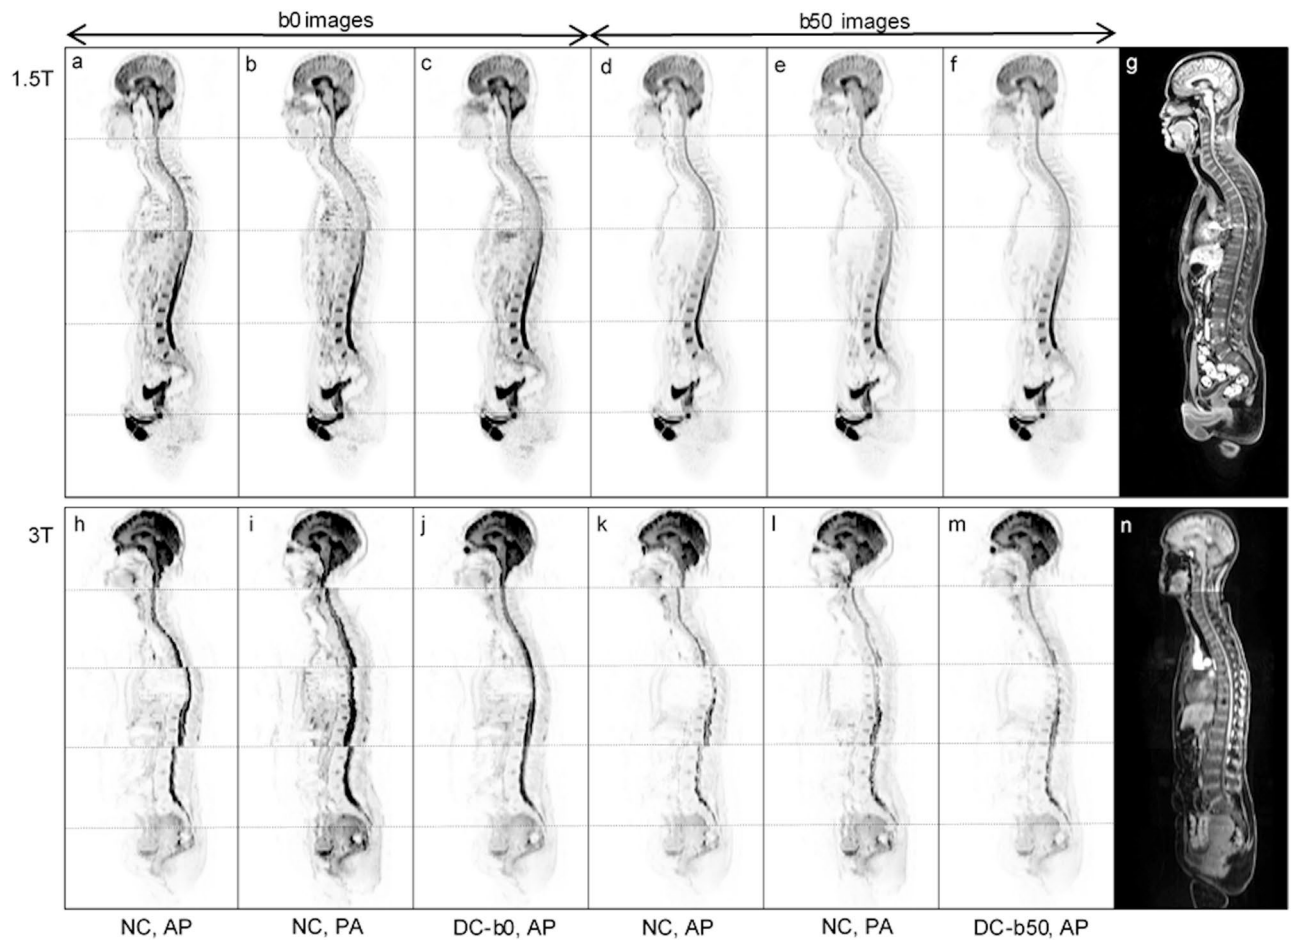 b0 images
b50 images
1.5T
a
b
c
d
e
f
g
3T
h
i
j
k
l
m
n
NC, AP
NC, PA
DC-b0, AP
NC, AP
NC, PA
DC-b50, AP